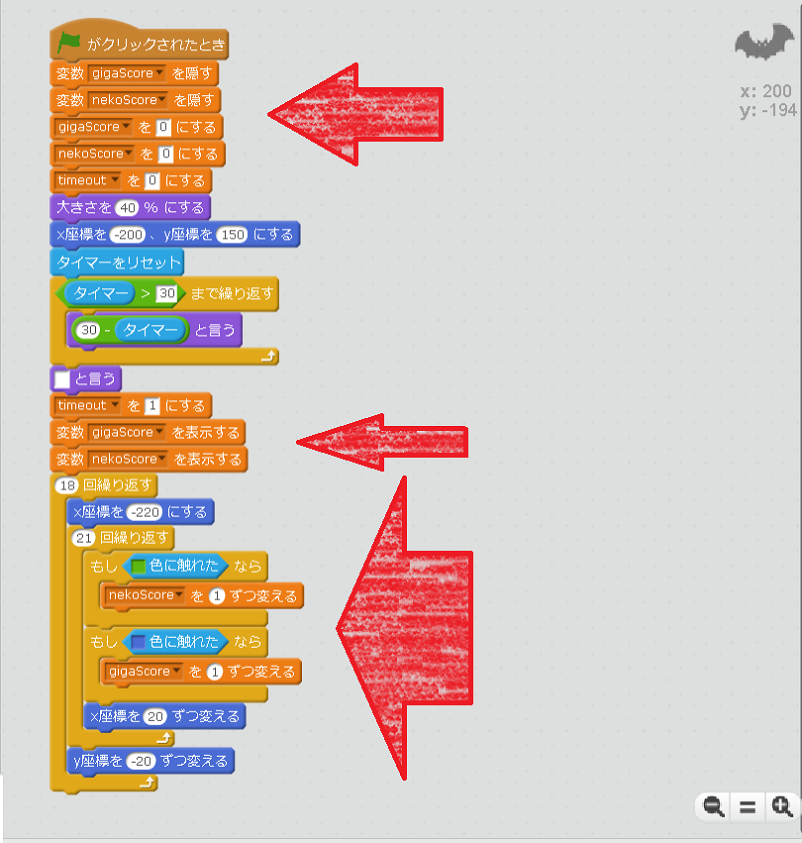 がクリックされたとき
変数 gigaScore を隠す
変数 nekoScore を隠す
gigaScore を 0 にする
nekoScore を 0 にする
timeout を 0 にする
大きさを 40 % にする
x座標を -200 、y座標を 150 にする
タイマーをリセット
タイマー > 30 まで繰り返す
30 - タイマー と言う
と言う
timeout を 1 にする
変数 gigaScore を表示する
変数 nekoScore を表示する
18 回繰り返す
x座標を -220 にする
21 回繰り返す
もし 色に触れた なら
nekoScore を 1 ずつ変える
もし 色に触れた なら
gigaScore を 1 ずつ変える
x座標を 20 ずつ変える
y座標を -20 ずつ変える
x: 200
y: -194